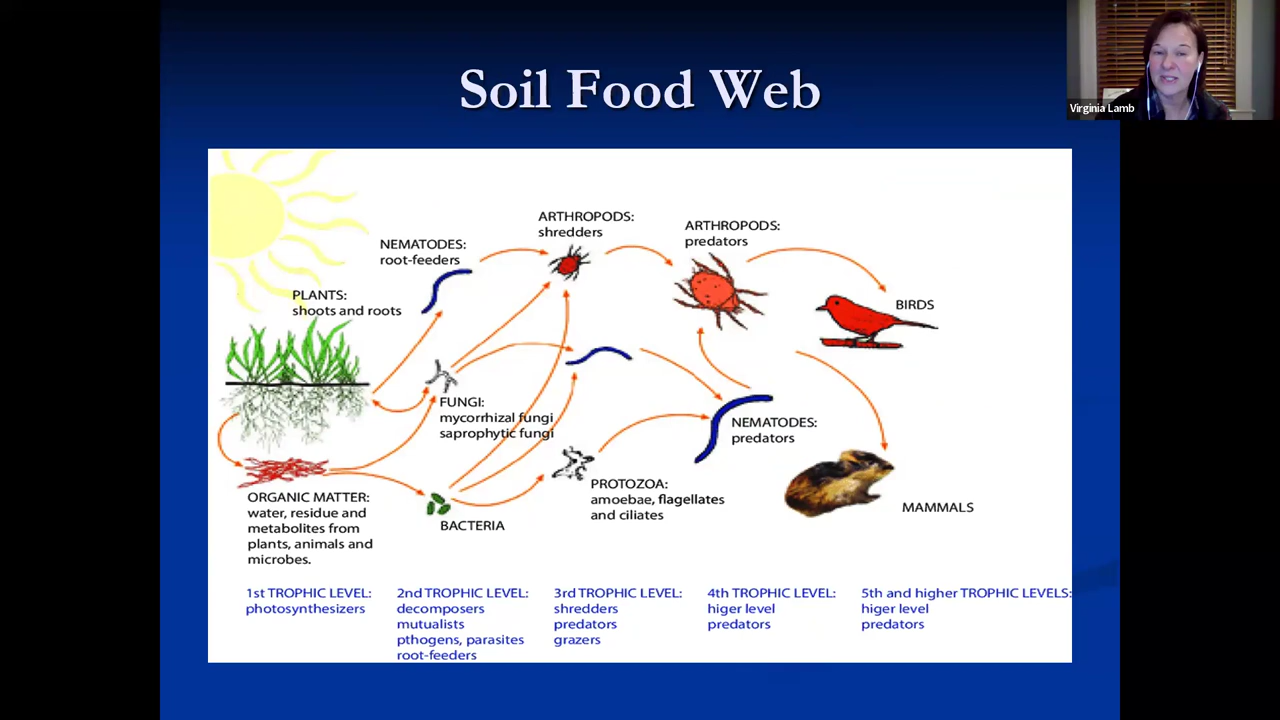 Soil Food Web
Virginia Lamb
ARTHROPODS:
shredders
ARTHROPODS:
predators
NEMATODES:
root-feeders
PLANTS:
shoots and roots
BIRDS
FUNGI:
mycorrhizal fungi
saprophytic fungi
NEMATODES:
predators
PROTOZOA:
amoebae, flagellates
and ciliates
ORGANIC MATTER:
water, residue and
metabolites from
plants, animals and
microbes.
BACTERIA
MAMMALS
1st TROPHIC LEVEL:
photosynthesizers
2nd TROPHIC LEVEL:
decomposers
mutualists
pthogens, parasites
root-feeders
3rd TROPHIC LEVEL:
shredders
predators
grazers
4th TROPHIC LEVEL:
higer level
predators
5th and higher TROPHIC LEVELS:
higer level
predators